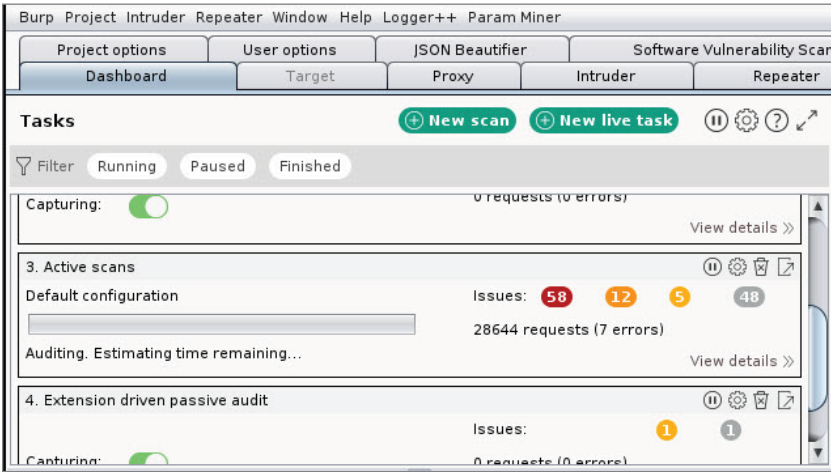 Burp Project Intruder Repeater Window Help Logger++ Param Miner
Project options User options JSON Beautifier Software Vulnerability Scar
Dashboard Target Proxy Intruder Repeater
Tasks New scan New live task
Filter Running Paused Finished
Capturing: 0 requests (0 errors)
View details
3. Active scans
Default configuration Issues: 58 12 5 48
28644 requests (7 errors)
Auditing. Estimating time remaining...
View details
4. Extension driven passive audit
Issues: 1 1
Capturing: 0 requests (0 errors)